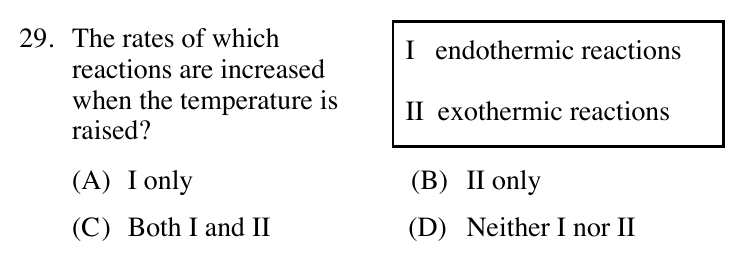 29. The rates of which
reactions are increased
when the temperature is
raised?
I endothermic reactions
II exothermic reactions
(A) I only
(B) II only
(C) Both I and II
(D) Neither I nor II